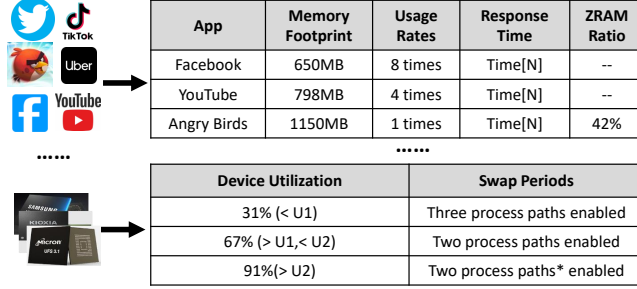 TikTok
Uber
YouTube
......
App Memory Footprint Usage Rates Response Time ZRAM Ratio
Facebook 650MB 8 times Time[N] --
YouTube 798MB 4 times Time[N] --
Angry Birds 1150MB 1 times Time[N] 42%
......
SAMSUNG
KIOXIA
Micron
UFS 3.1
Device Utilization Swap Periods
31% (< U1) Three process paths enabled
67% (> U1,< U2) Two process paths enabled
91%(> U2) Two process paths* enabled